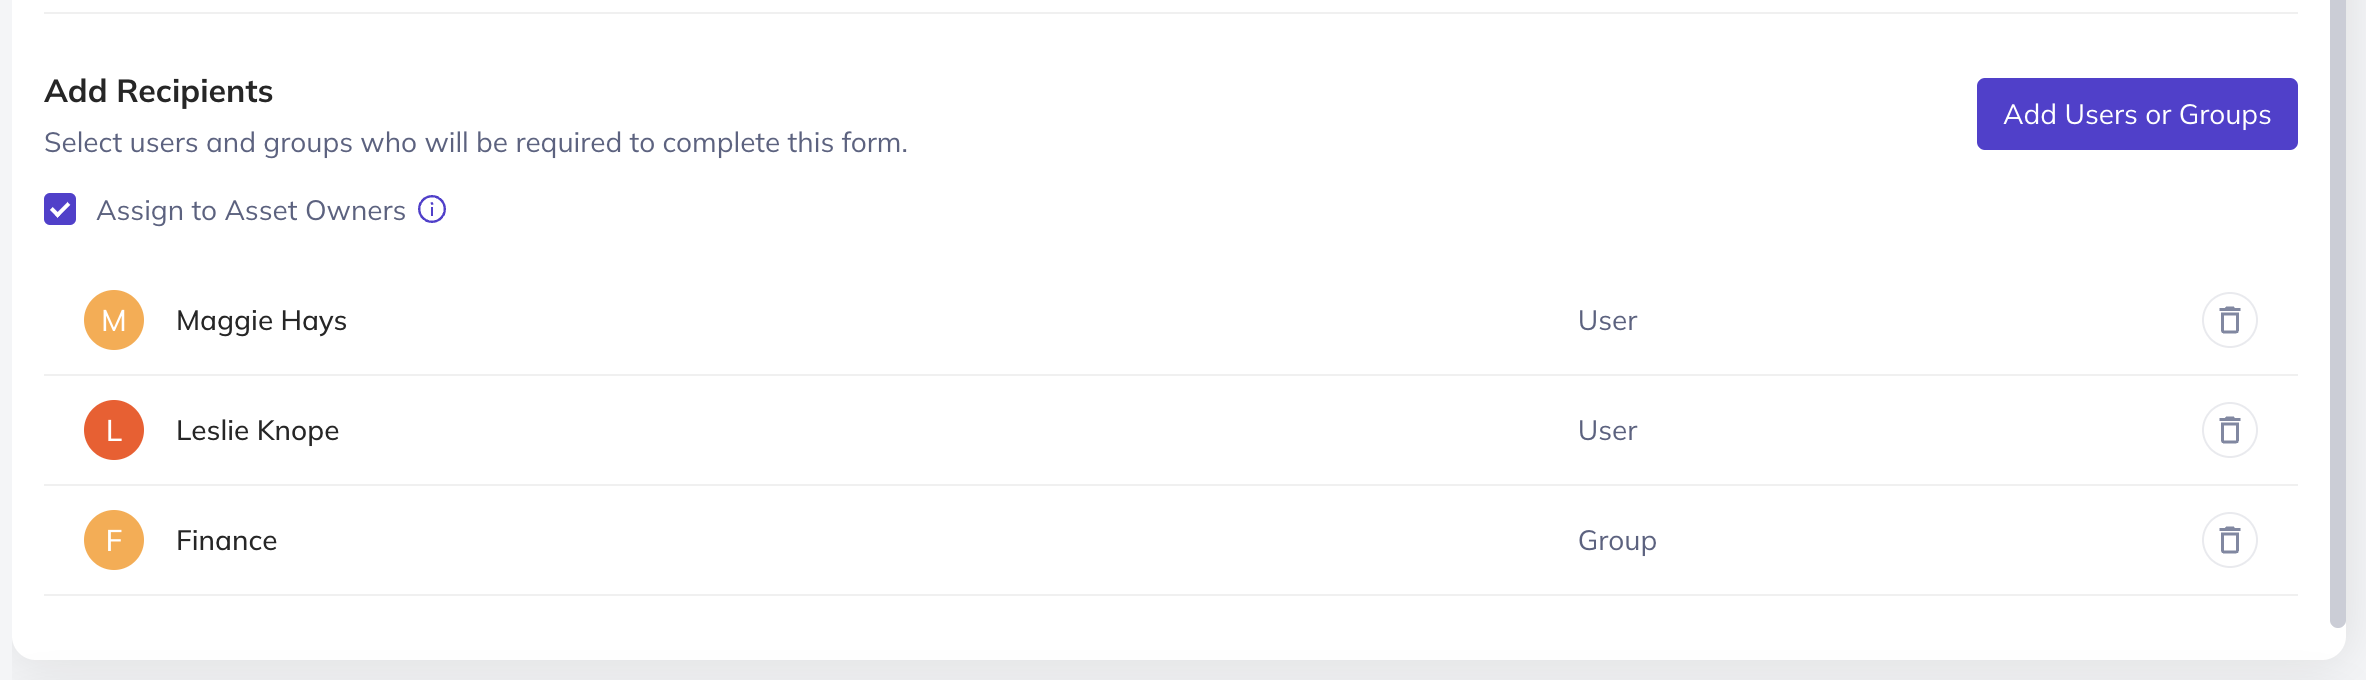 Add Recipients
Add Users or Groups
Select users and groups who will be required to complete this form.
Assign to Asset Owners
M Maggie Hays User
L Leslie Knope User
F Finance Group